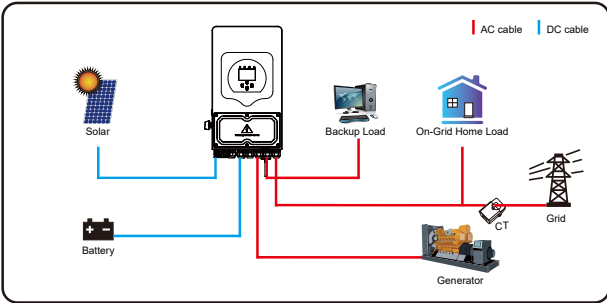 AC cable
DC cable
Solar
Backup Load
On-Grid Home Load
CT
Grid
Battery
Generator